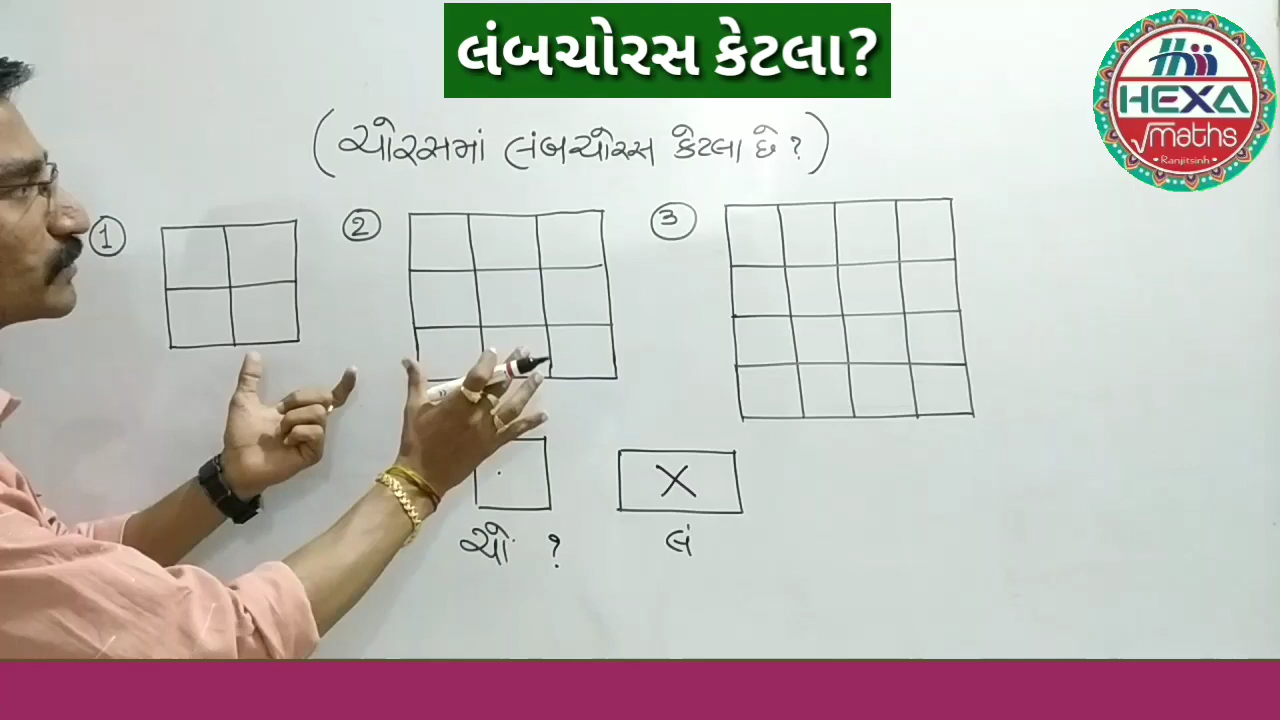 લંબચોરસ કેટલા?
HEXA
maths
Ranjitsinh
(ચોરસમાં લંબચોરસ કેટલા છે?)
1
2
3
X
ચો ?
લં